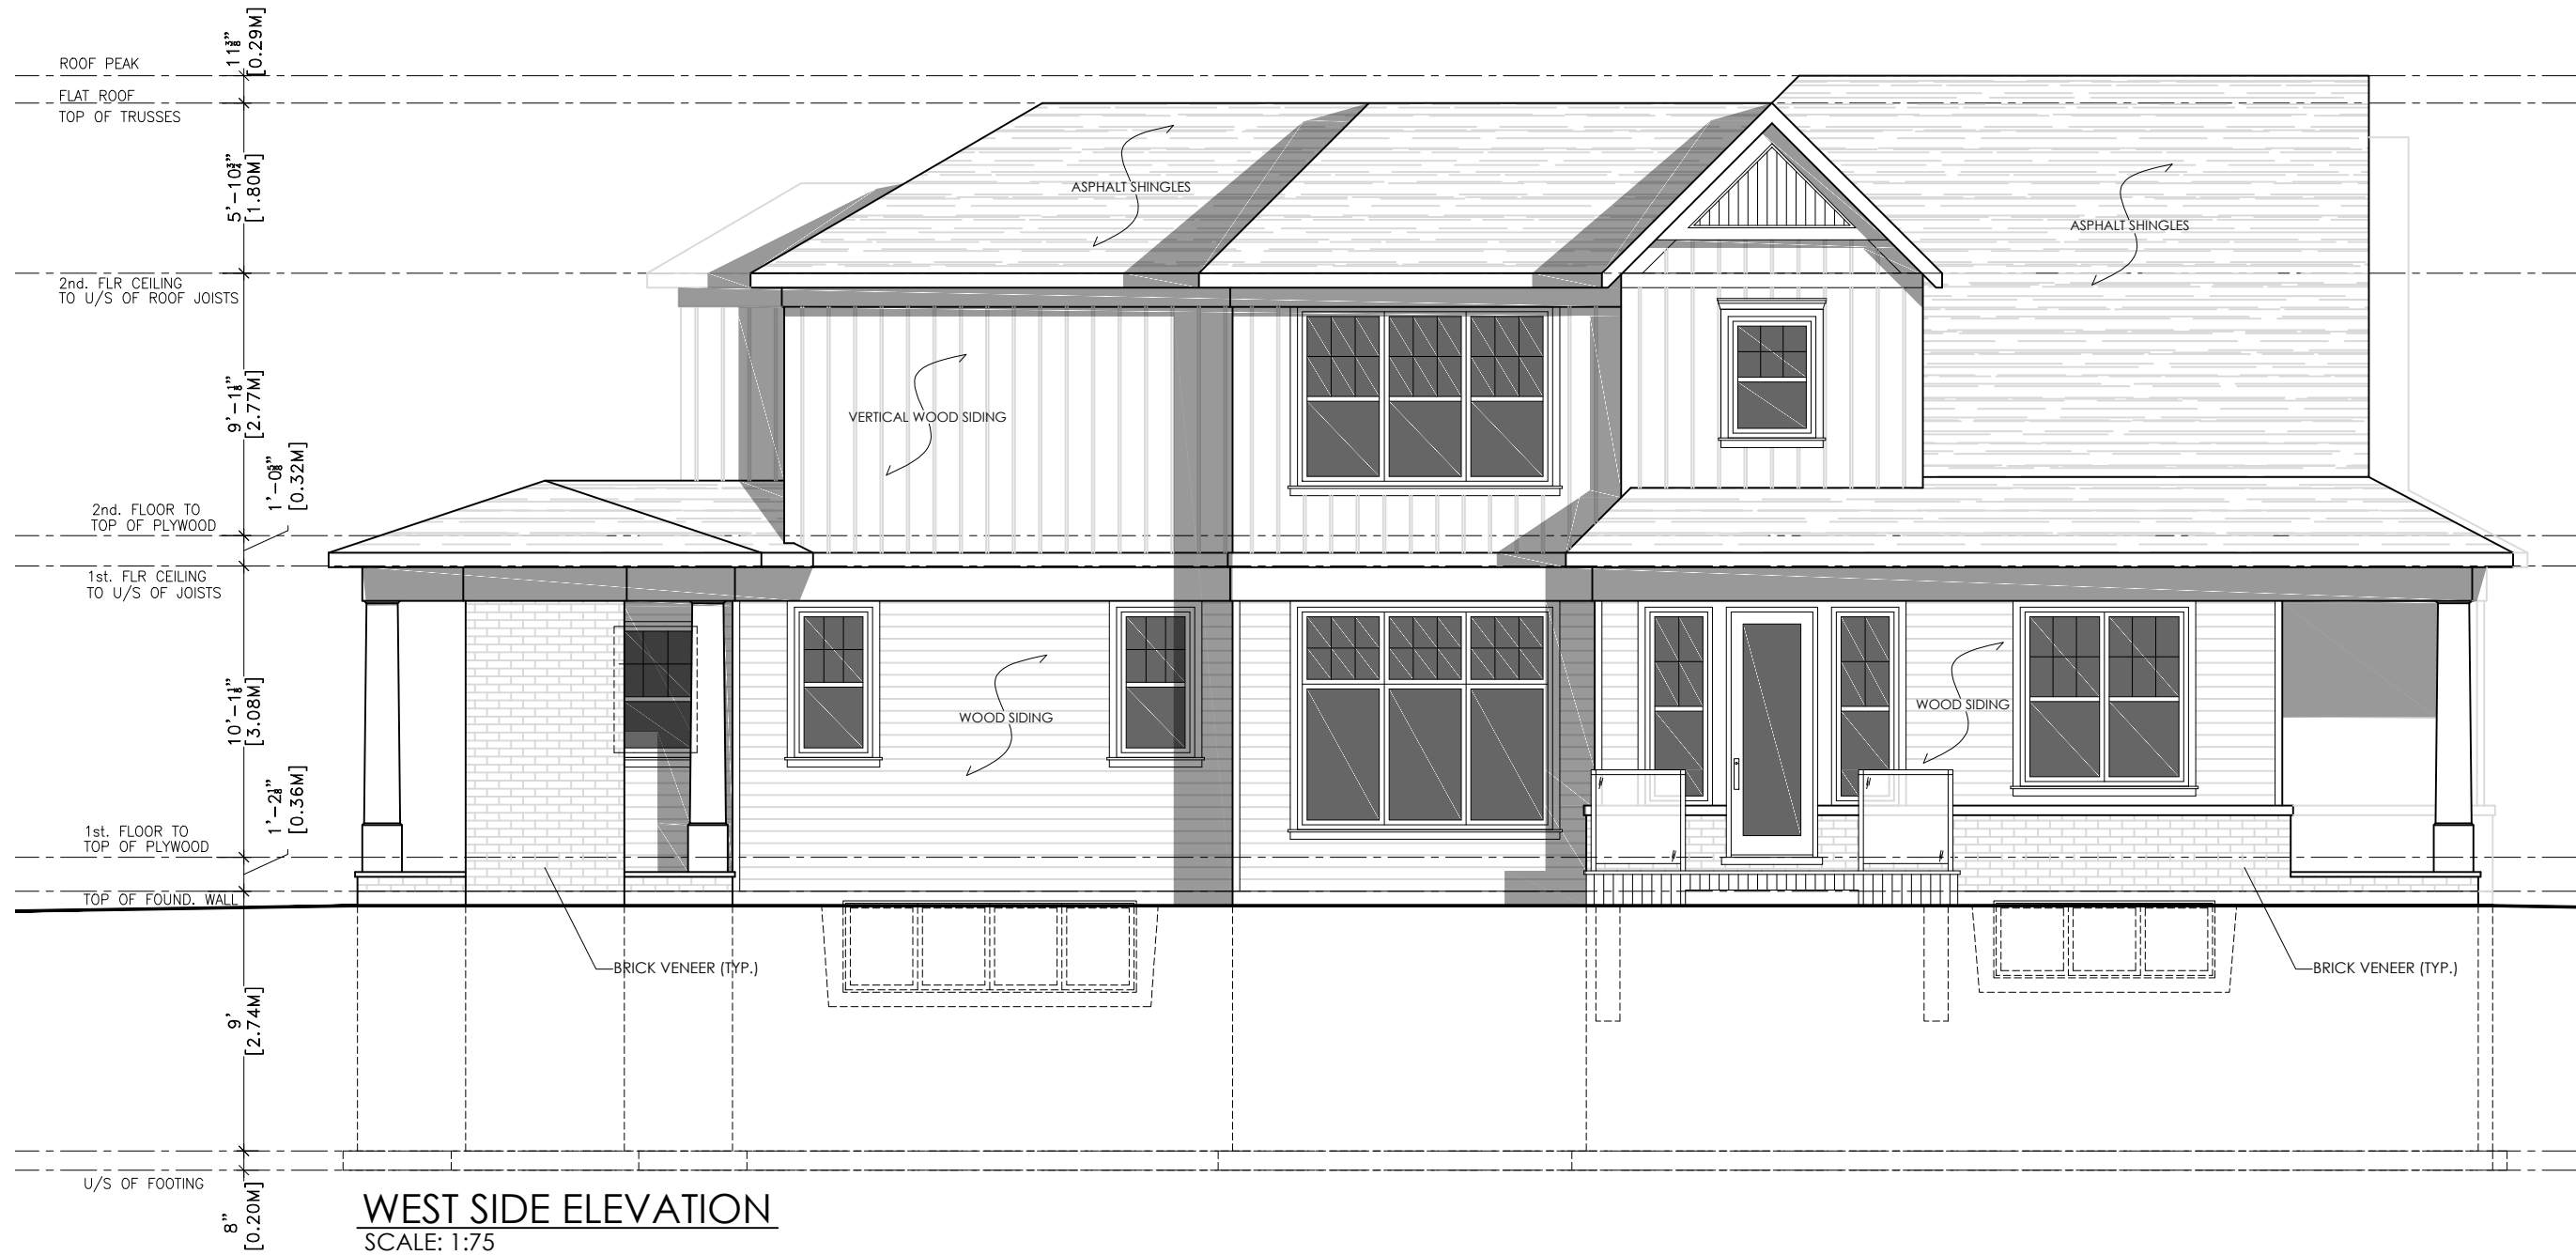 ROOF PEAK
11⅜"
[0.29M]
FLAT ROOF
TOP OF TRUSSES
5'-10¾"
[1.80M]
ASPHALT SHINGLES
ASPHALT SHINGLES
2nd. FLR CEILING
TO U/S OF ROOF JOISTS
9'-1⅛"
[2.77M]
VERTICAL WOOD SIDING
1'-0⅝"
[0.32M]
2nd. FLOOR TO
TOP OF PLYWOOD
1st. FLR CEILING
TO U/S OF JOISTS
10'-1⅛"
[3.08M]
WOOD SIDING
WOOD SIDING
1'-2⅛"
[0.36M]
1st. FLOOR TO
TOP OF PLYWOOD
TOP OF FOUND. WALL
BRICK VENEER (TYP.)
BRICK VENEER (TYP.)
9'
[2.74M]
U/S OF FOOTING
8"
[0.20M]
WEST SIDE ELEVATION
SCALE: 1:75